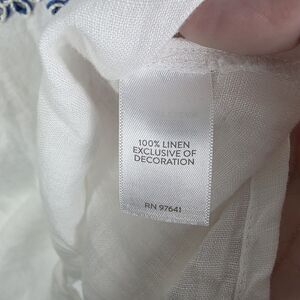 100% LINEN
EXCLUSIVE OF
DECORATION
RN 97641